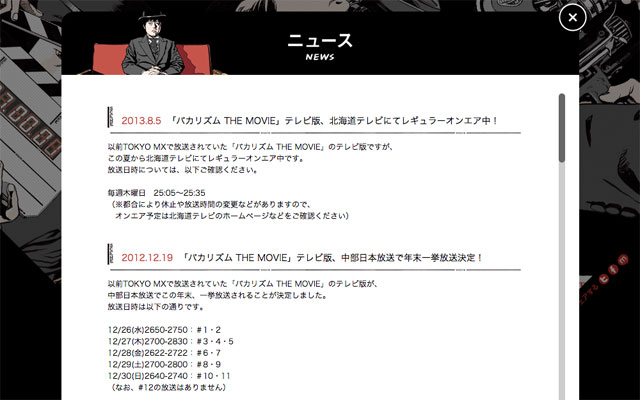 ニュース
NEWS
2013.8.5 「バカリズム THE MOVIE」テレビ版、北海道テレビにてレギュラーオンエア中！
以前TOKYO MXで放送されていた「バカリズム THE MOVIE」のテレビ版ですが、
この夏から北海道テレビにてレギュラーオンエア中です。
放送日時については、以下ご確認ください。
毎週木曜日　25:05〜25:35
（※都合により休止や放送時間の変更などがありますので、
オンエア予定は北海道テレビのホームページなどをご確認ください）
2012.12.19 「バカリズム THE MOVIE」テレビ版、中部日本放送で年末一挙放送決定！
以前TOKYO MXで放送されていた「バカリズム THE MOVIE」のテレビ版が、
中部日本放送でこの年末、一挙放送されることが決定しました。
放送日時は以下の通りです。
12/26(水)2650-2750：＃1・2
12/27(木)2700-2830：＃3・4・5
12/28(金)2622-2722：＃6・7
12/29(土)2700-2800：＃8・9
12/30(日)2640-2740：＃10・11
（なお、#12の放送はありません）